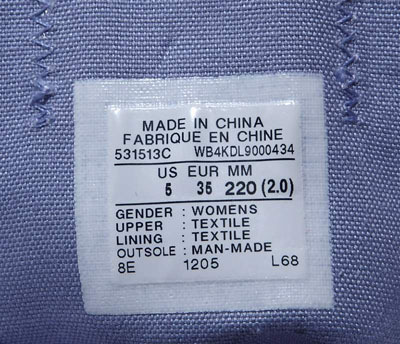 MADE IN CHINA
FABRIQUE EN CHINE
531513C WB4KDL9000434
US EUR MM
5 35 220 (2.0)
GENDER : WOMENS
UPPER : TEXTILE
LINING : TEXTILE
OUTSOLE : MAN-MADE
8E 1205 L68